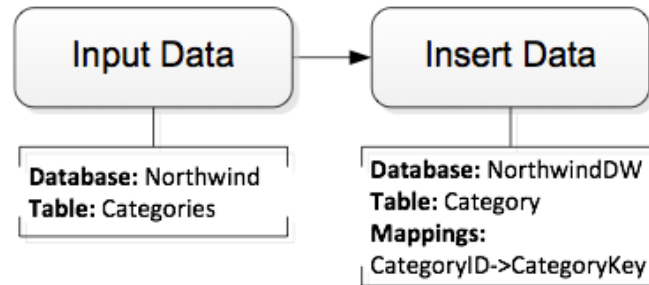 Input Data
Insert Data
Database: Northwind
Table: Categories
Database: NorthwindDW
Table: Category
Mappings:
CategoryID->CategoryKey